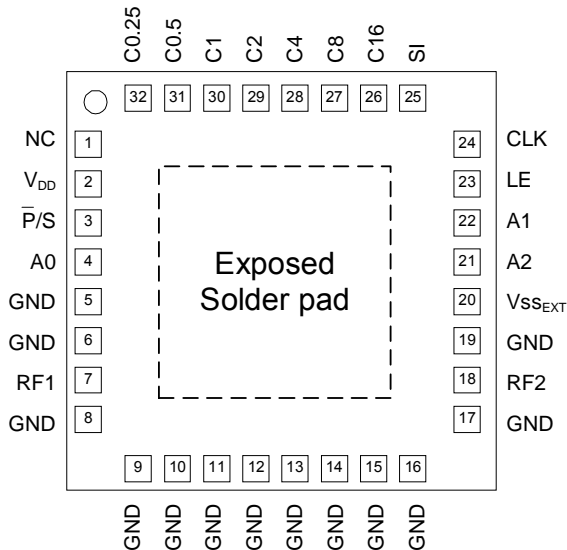 C0.25 C0.5 C1 C2 C4 C8 C16 SI
32 31 30 29 28 27 26 25
NC 1 24 CLK
VDD 2 23 LE
P̅/S 3 22 A1
A0 4 21 A2
Exposed
Solder pad
GND 5 20 VssEXT
GND 6 19 GND
RF1 7 18 RF2
GND 8 17 GND
9 10 11 12 13 14 15 16
GND GND GND GND GND GND GND GND